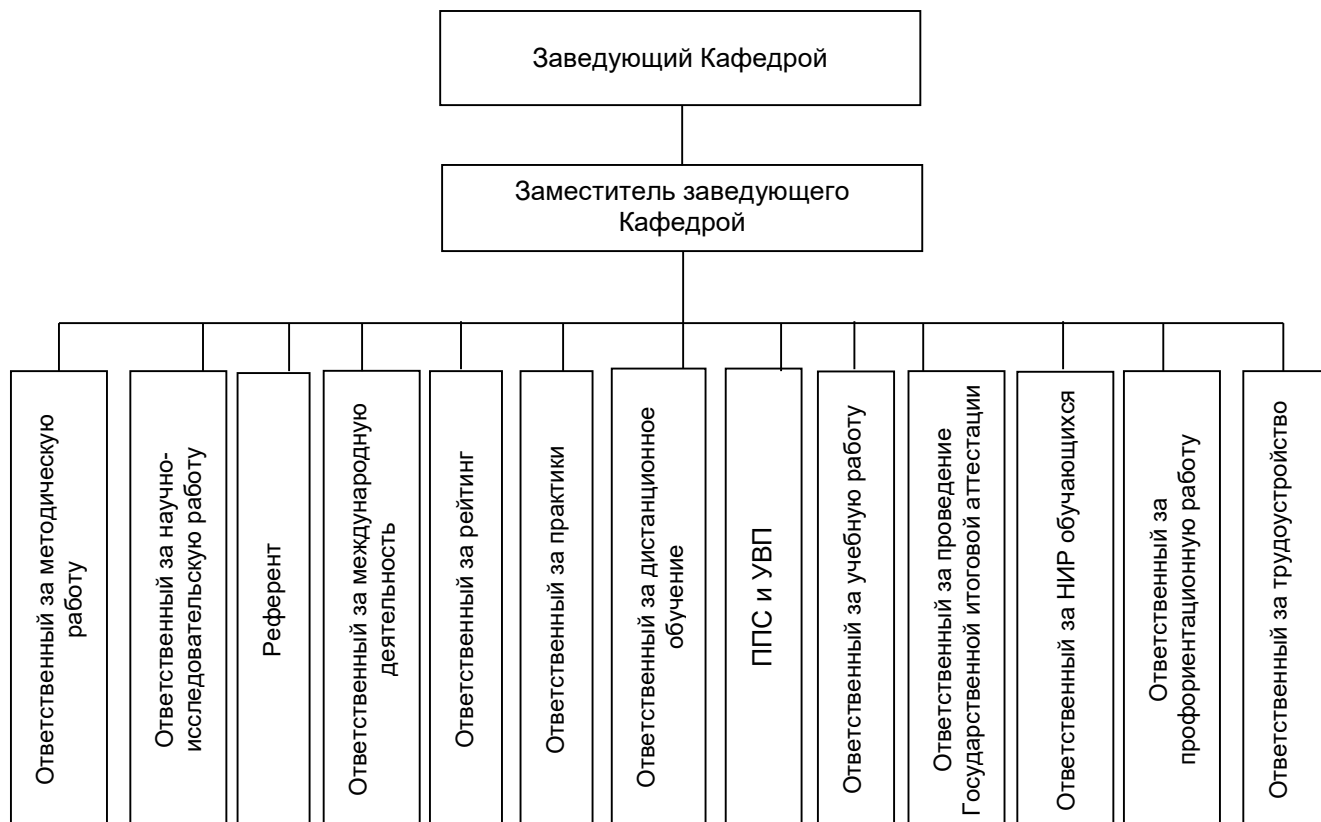 Заведующий Кафедрой
Заместитель заведующего
Кафедрой
Ответственный за методическую
работу
Ответственный за научно-
исследовательскую работу
Референт
Ответственный за международную
деятельность
Ответственный за рейтинг
Ответственный за практики
Ответственный за дистанционное
обучение
ППС и УВП
Ответственный за учебную работу
Ответственный за проведение
Государственной итоговой аттестации
Ответственный за НИР обучающихся
Ответственный за
профориентационную работу
Ответственный за трудоустройство